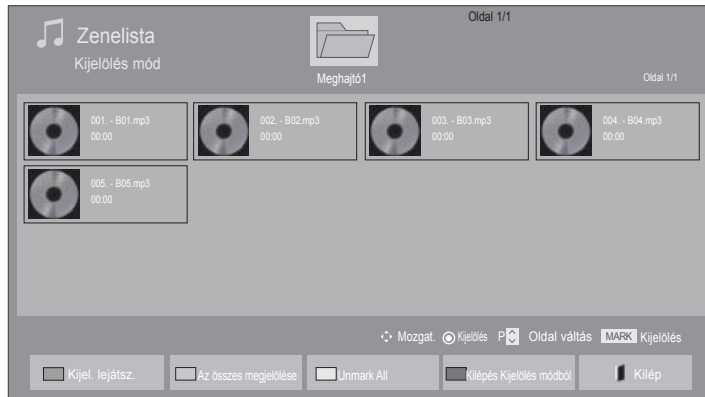 Zenelista
Kijelölés mód
Oldal 1/1
Meghajtó1
Oldal 1/1
001. - B01.mp3
00:00
002. - B02.mp3
00:00
003. - B03.mp3
00:00
004. - B04.mp3
00:00
005. - B05.mp3
00:00
Mozgat. Kijelölés P Oldal váltás MARK Kijelölés
Kijel. lejátsz. Az összes megjelölése Unmark All Kilépés Kijelölés módból Kilép